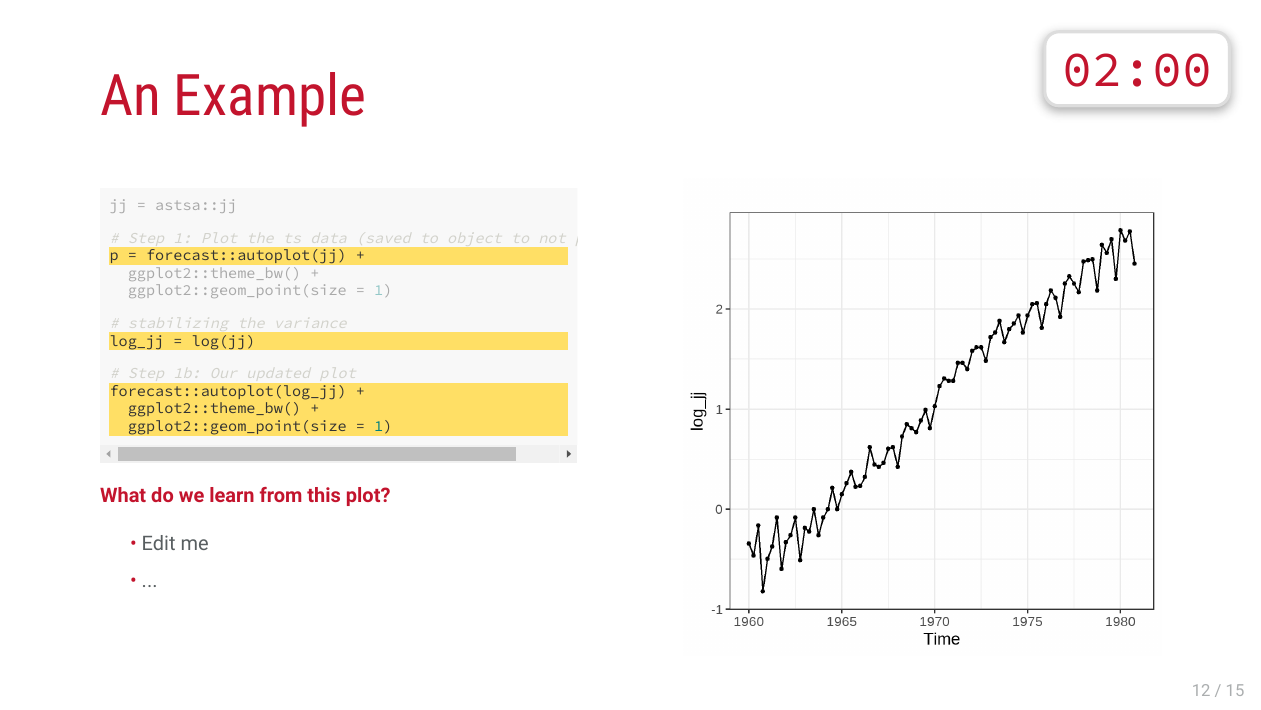 An Example
02:00
jj = astsa::jj
# Step 1: Plot the ts data (saved to object to not
p = forecast::autoplot(jj) +
  ggplot2::theme_bw() +
  ggplot2::geom_point(size = 1)
# stabilizing the variance
log_jj = log(jj)
# Step 1b: Our updated plot
forecast::autoplot(log_jj) +
  ggplot2::theme_bw() +
  ggplot2::geom_point(size = 1)
What do we learn from this plot?
• Edit me
• ...
log_jj
2
1
0
-1
1960 1965 1970 1975 1980
Time
12 / 15